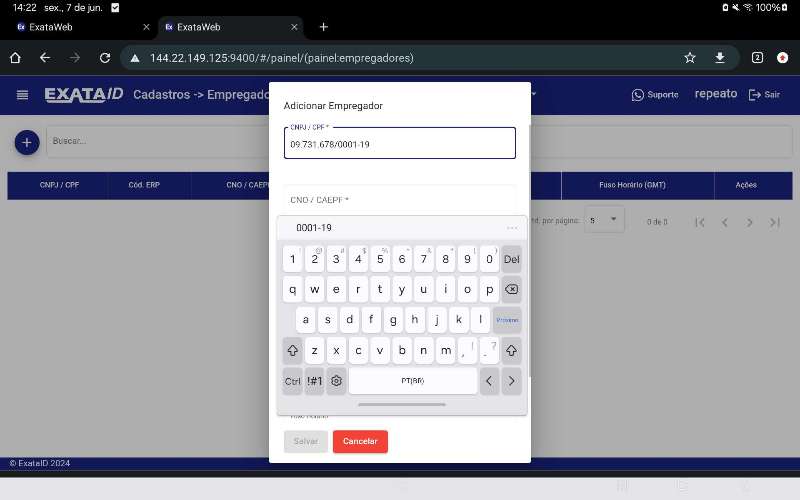 14:22 sex., 7 de jun. 100%
ExataWeb
ExataWeb
144.22.149.125:9400/#/painel/(painel:empregadores)
2
EXATAID
Cadastros -> Empregado
Suporte
repeato
Sair
Buscar...
CNPJ / CPF
Cód. ERP
CNO / CAEPF
Fuso Horário (GMT)
Ações
por página:
5
0 de 0
Adicionar Empregador
CNPJ / CPF *
09.731.678/0001-19
CNO / CAEPF *
0001-19
1 2 3 4 5 6 7 8 9 0 Del
q w e r t y u i o p
a s d f g h j k l Próximo
z x c v b n m , ! . ?
Ctrl !#1 PT(BR) < >
Salvar
Cancelar
© ExataID 2024